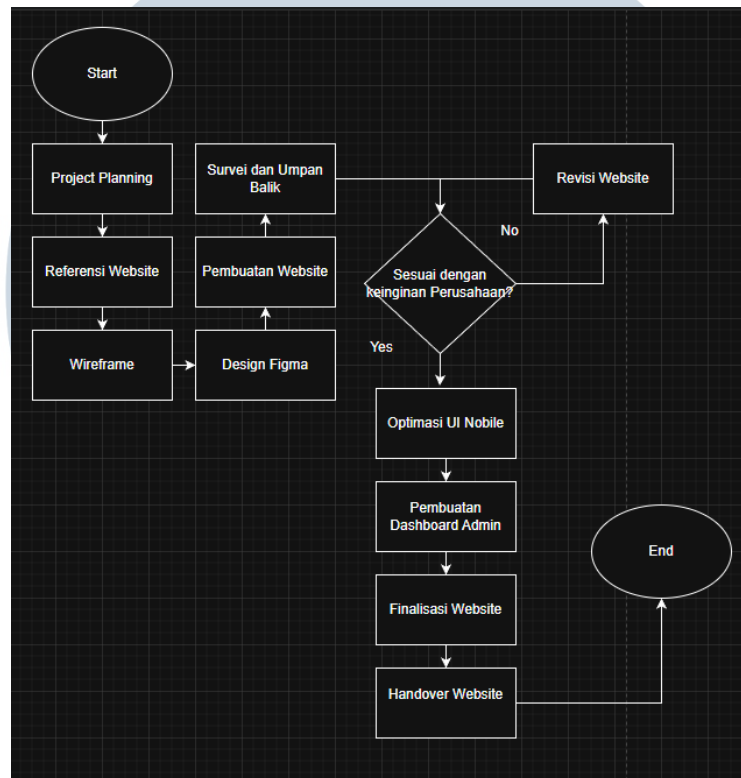 Start
Project Planning
Referensi Website
Wireframe
Design Figma
Pembuatan Website
Survei dan Umpan
Balik
Sesuai dengan
keinginan Perusahaan?
No
Revisi Website
Yes
Optimasi UI Nobile
Pembuatan
Dashboard Admin
Finalisasi Website
Handover Website
End